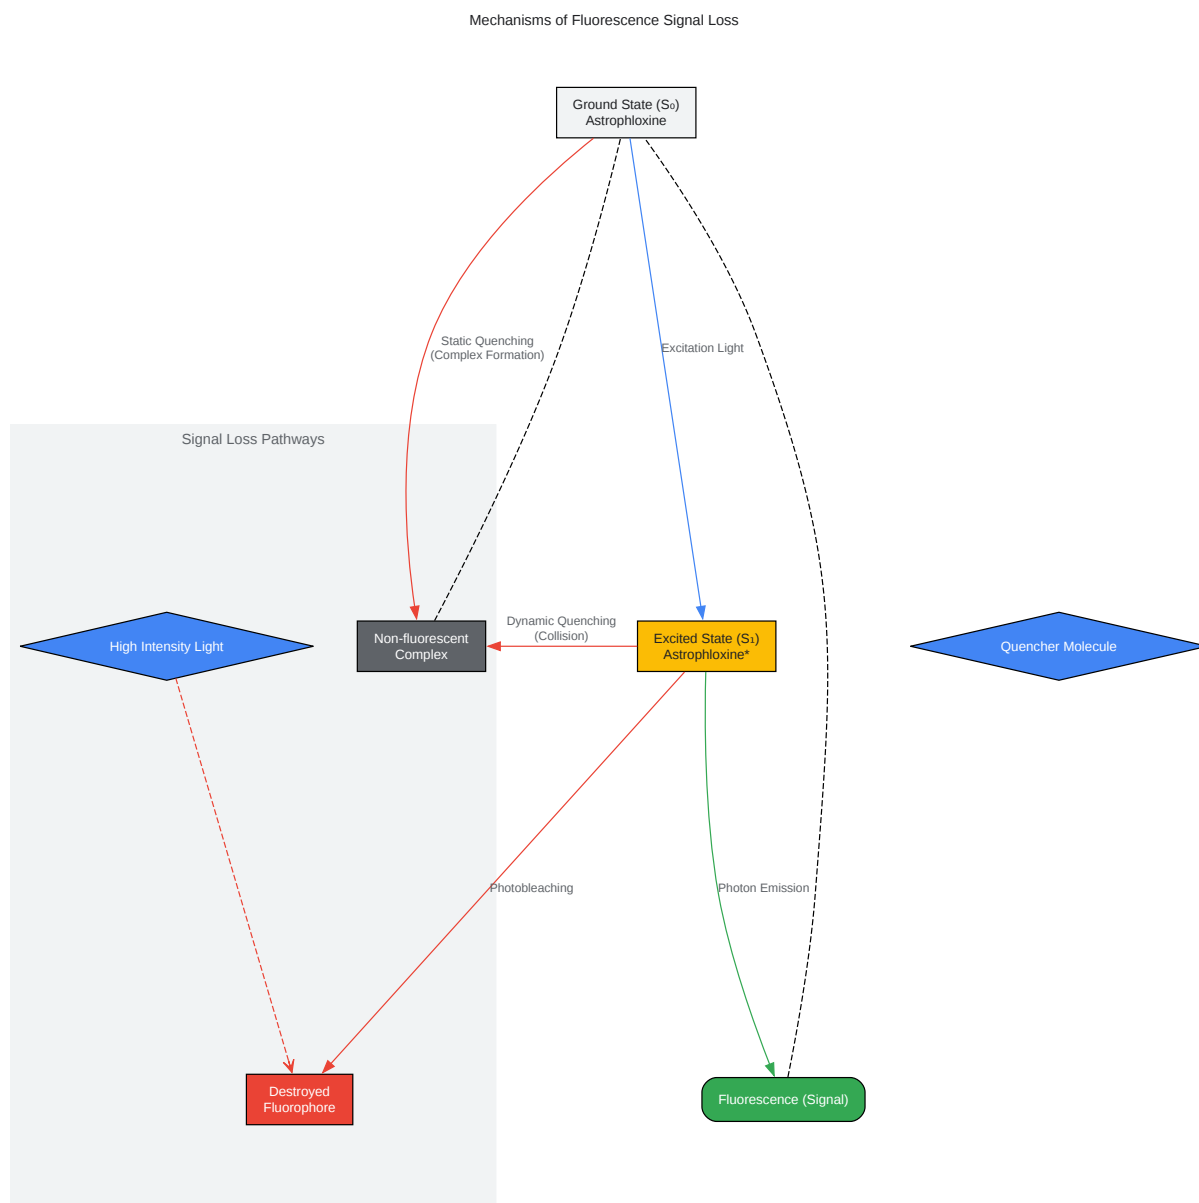 Mechanisms of Fluorescence Signal Loss
Ground State (S₀)
Astrophloxine
Static Quenching
(Complex Formation)
Excitation Light
Signal Loss Pathways
High Intensity Light
Non-fluorescent
Complex
Dynamic Quenching
(Collision)
Excited State (S₁)
Astrophloxine*
Quencher Molecule
Photobleaching
Photon Emission
Destroyed
Fluorophore
Fluorescence (Signal)